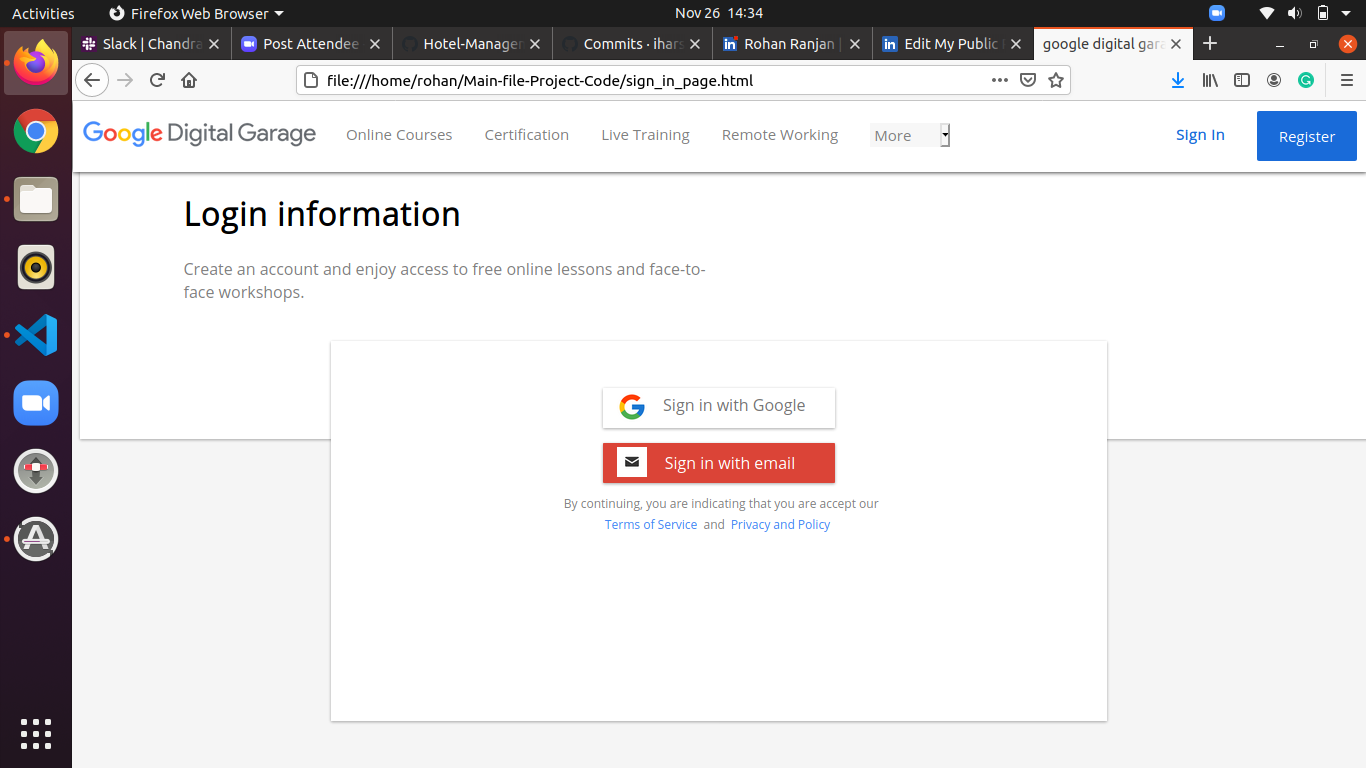 Activities
Firefox Web Browser
Nov 26 14:34
Slack | Chandra
Post Attendee
Hotel-Manager
Commits · ihars
Rohan Ranjan |
Edit My Public
google digital gara
file:///home/rohan/Main-file-Project-Code/sign_in_page.html
Google Digital Garage
Online Courses
Certification
Live Training
Remote Working
More
Sign In
Register
Login information
Create an account and enjoy access to free online lessons and face-to-
face workshops.
Sign in with Google
Sign in with email
By continuing, you are indicating that you are accept our
Terms of Service and Privacy and Policy